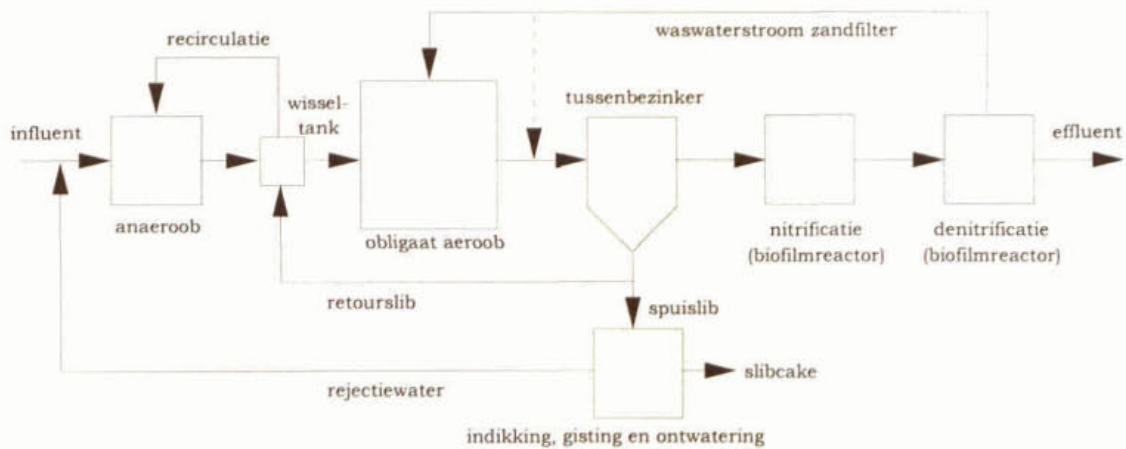 waswaterstroom zandfilter
recirculatie
wissel-
tank
tussenbezinker
influent
effluent
anaeroob
obligaat aeroob
nitrificatie
(biofilmreactor)
denitrificatie
(biofilmreactor)
retourslib
spuislib
rejectiewater
slibcake
indikking, gisting en ontwatering